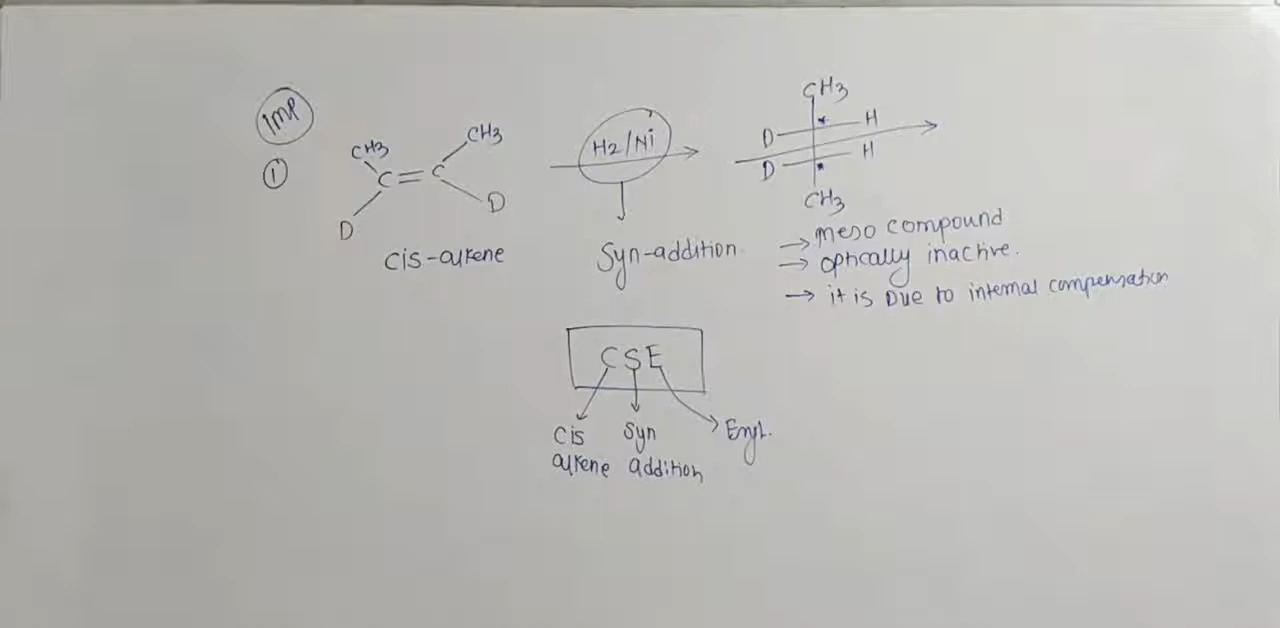 IMP
①
CH3
CH3
C=C
D
D
cis-alkene
H2/Ni
Syn-addition
CH3
D
H
D
H
CH3
→ meso compound
→ optically inactive.
→ it is Due to internal compensation
CSE
Cis
alkene
Syn
addition